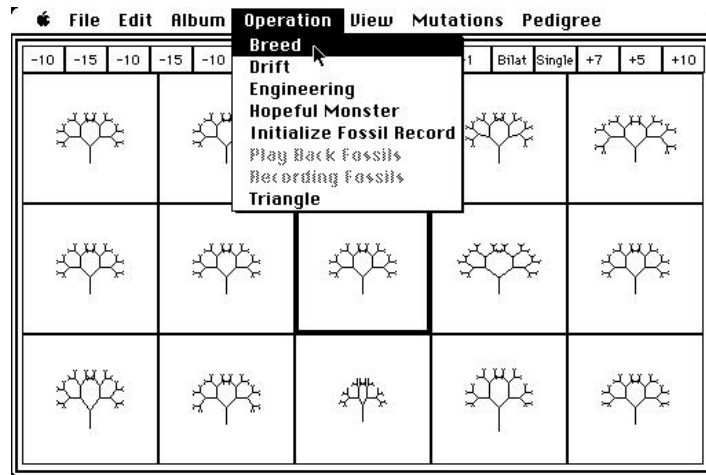 File Edit Album Operation View Mutations Pedigree
-10 -15 -10 -15 -10 Bilat Single +7 +5 +10
Breed
Drift
Engineering
Hopeful Monster
Initialize Fossil Record
Play Back Fossils
Recording Fossils
Triangle